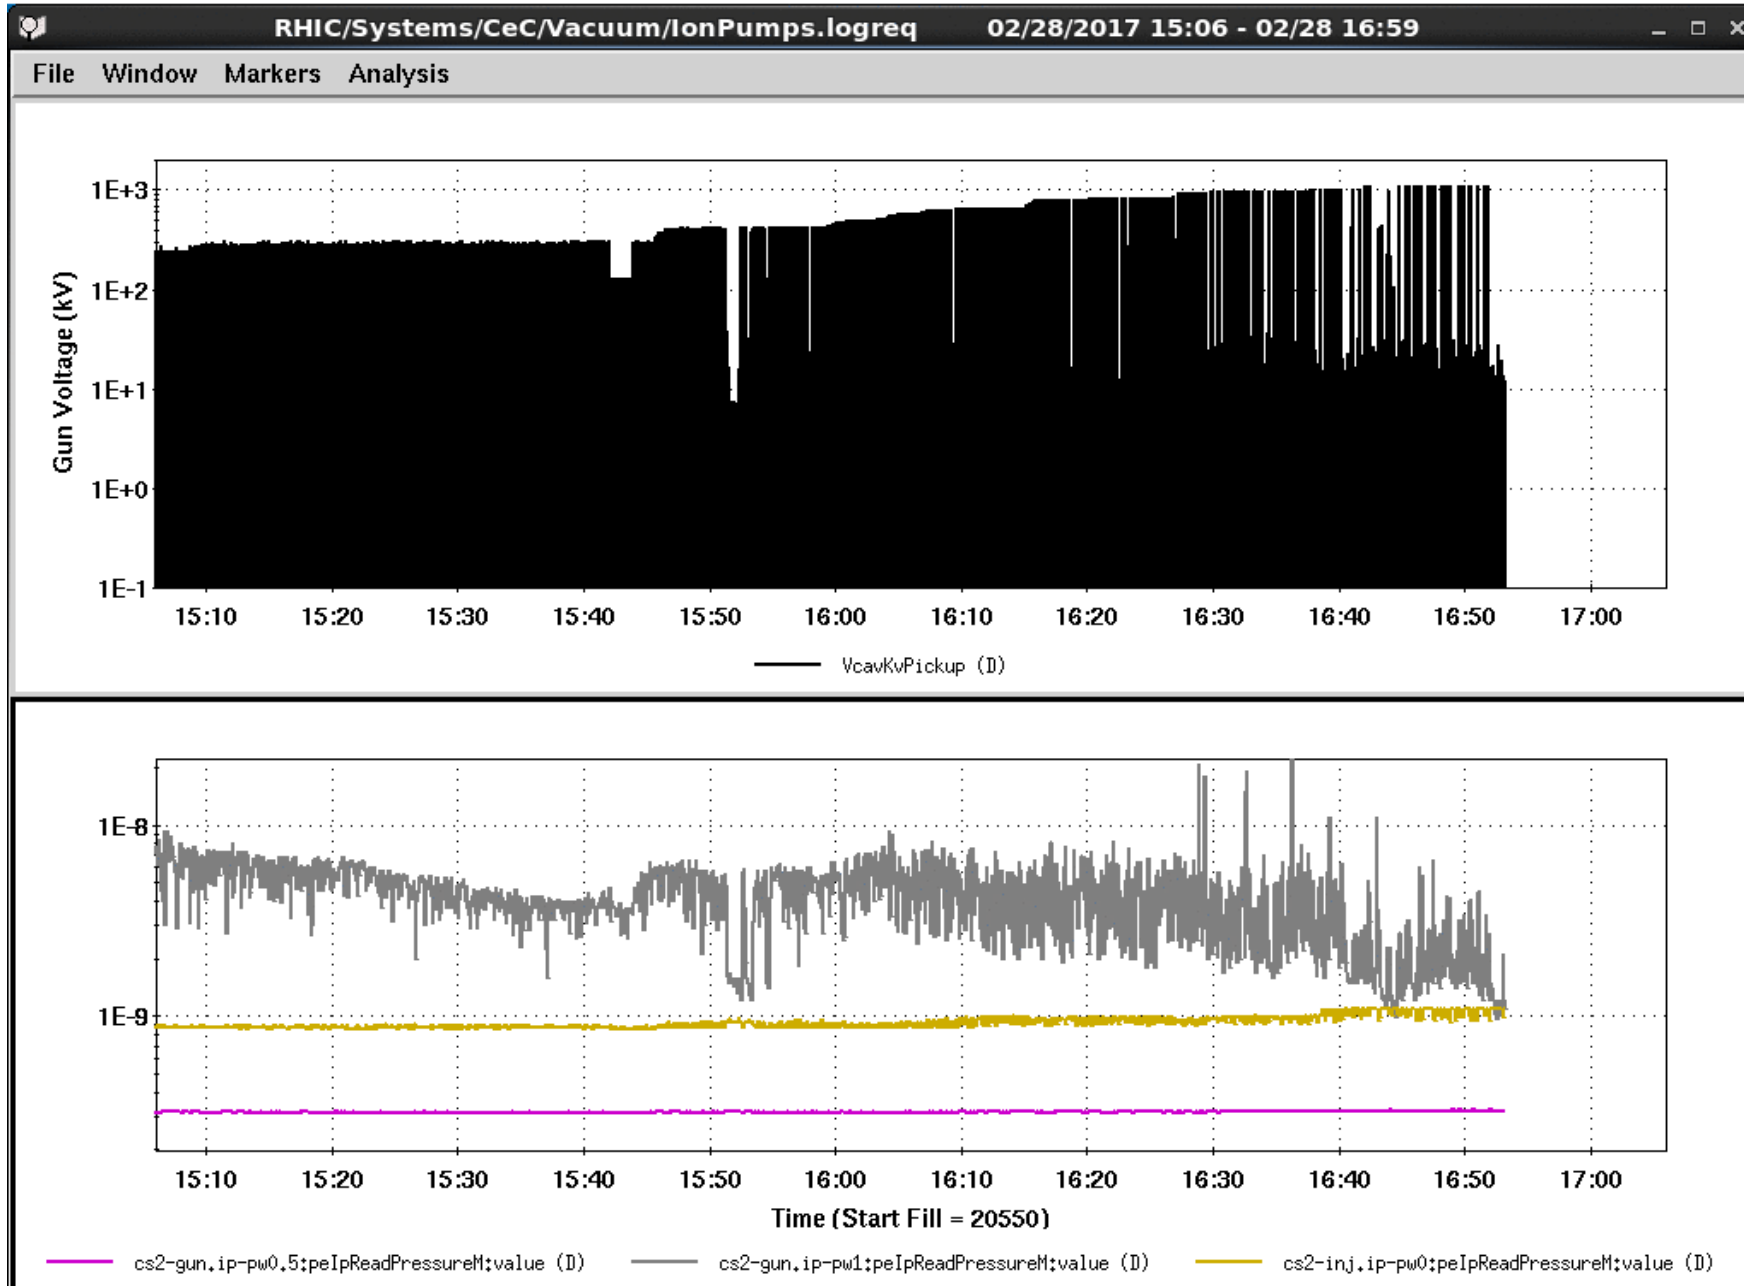 RHIC/Systems/CeC/Vacuum/IonPumps.logreq 02/28/2017 15:06 - 02/28 16:59
File Window Markers Analysis
Gun Voltage (kV)
1E+3
1E+2
1E+1
1E+0
1E-1
15:10 15:20 15:30 15:40 15:50 16:00 16:10 16:20 16:30 16:40 16:50 17:00
VcavKvPickup (D)
1E-8
1E-9
15:10 15:20 15:30 15:40 15:50 16:00 16:10 16:20 16:30 16:40 16:50 17:00
Time (Start Fill = 20550)
cs2-gun.ip-pw0.5:peIpReadPressureM:value (D) cs2-gun.ip-pw1:peIpReadPressureM:value (D) cs2-inj.ip-pw0:peIpReadPressureM:value (D)